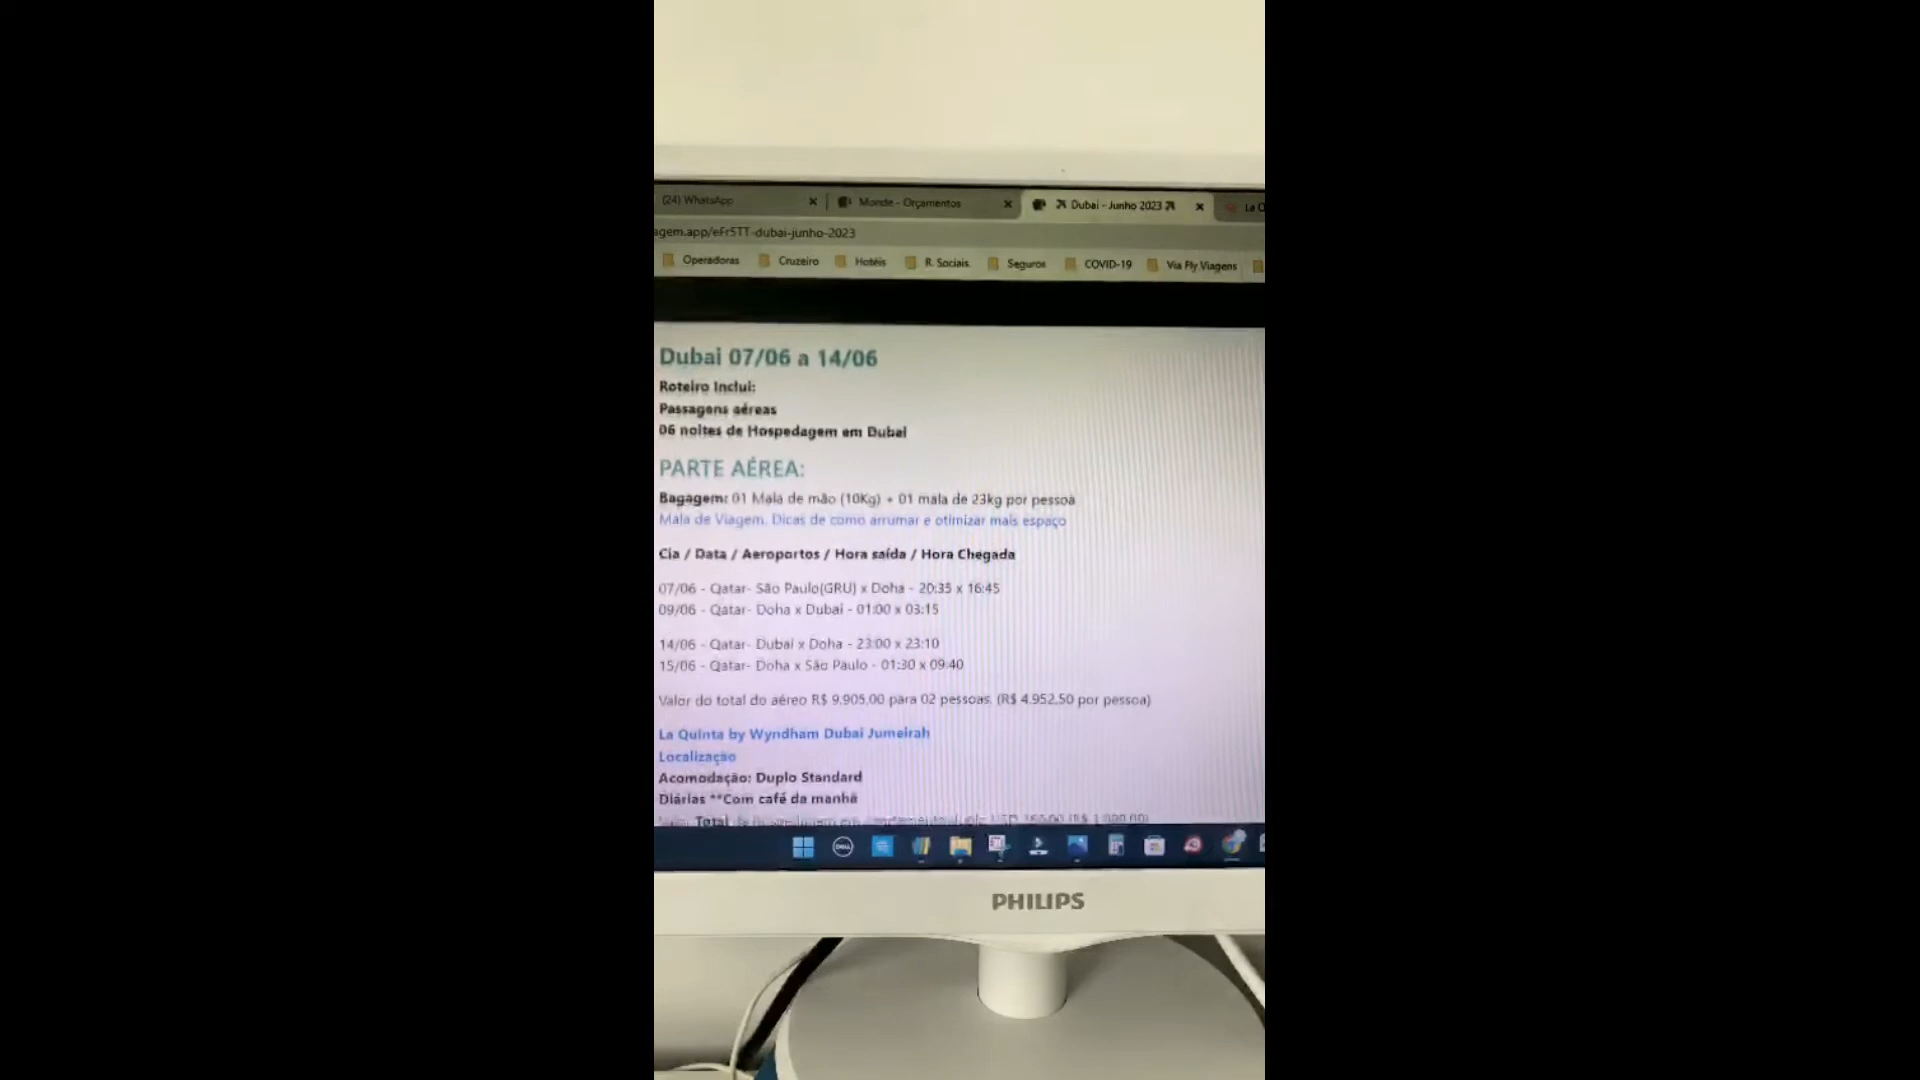 (24) WhatsApp
Monde - Orçamentos
Dubai - Junho 2023
agem.app/eFr5TT-dubai-junho-2023
Operadoras Cruzeiro Hotéis R. Sociais Seguros COVID-19 Via Fly Viagens
Dubai 07/06 a 14/06
Roteiro Inclui:
Passagens aéreas
06 noites de Hospedagem em Dubai
PARTE AÉREA:
Bagagem: 01 Mala de mão (10Kg) + 01 mala de 23kg por pessoa
Mala de Viagem. Dicas de como arrumar e otimizar mais espaço
Cia / Data / Aeroportos / Hora saída / Hora Chegada
07/06 - Qatar- São Paulo(GRU) x Doha - 20:35 x 16:45
09/06 - Qatar- Doha x Dubai - 01:00 x 03:15
14/06 - Qatar- Dubai x Doha - 23:00 x 23:10
15/06 - Qatar- Doha x São Paulo - 01:30 x 09:40
Valor do total do aéreo R$ 9.905,00 para 02 pessoas. (R$ 4.952,50 por pessoa)
La Quinta by Wyndham Dubai Jumeirah
Localização
Acomodação: Duplo Standard
Diárias **Com café da manhã
Total
DELL
PHILIPS